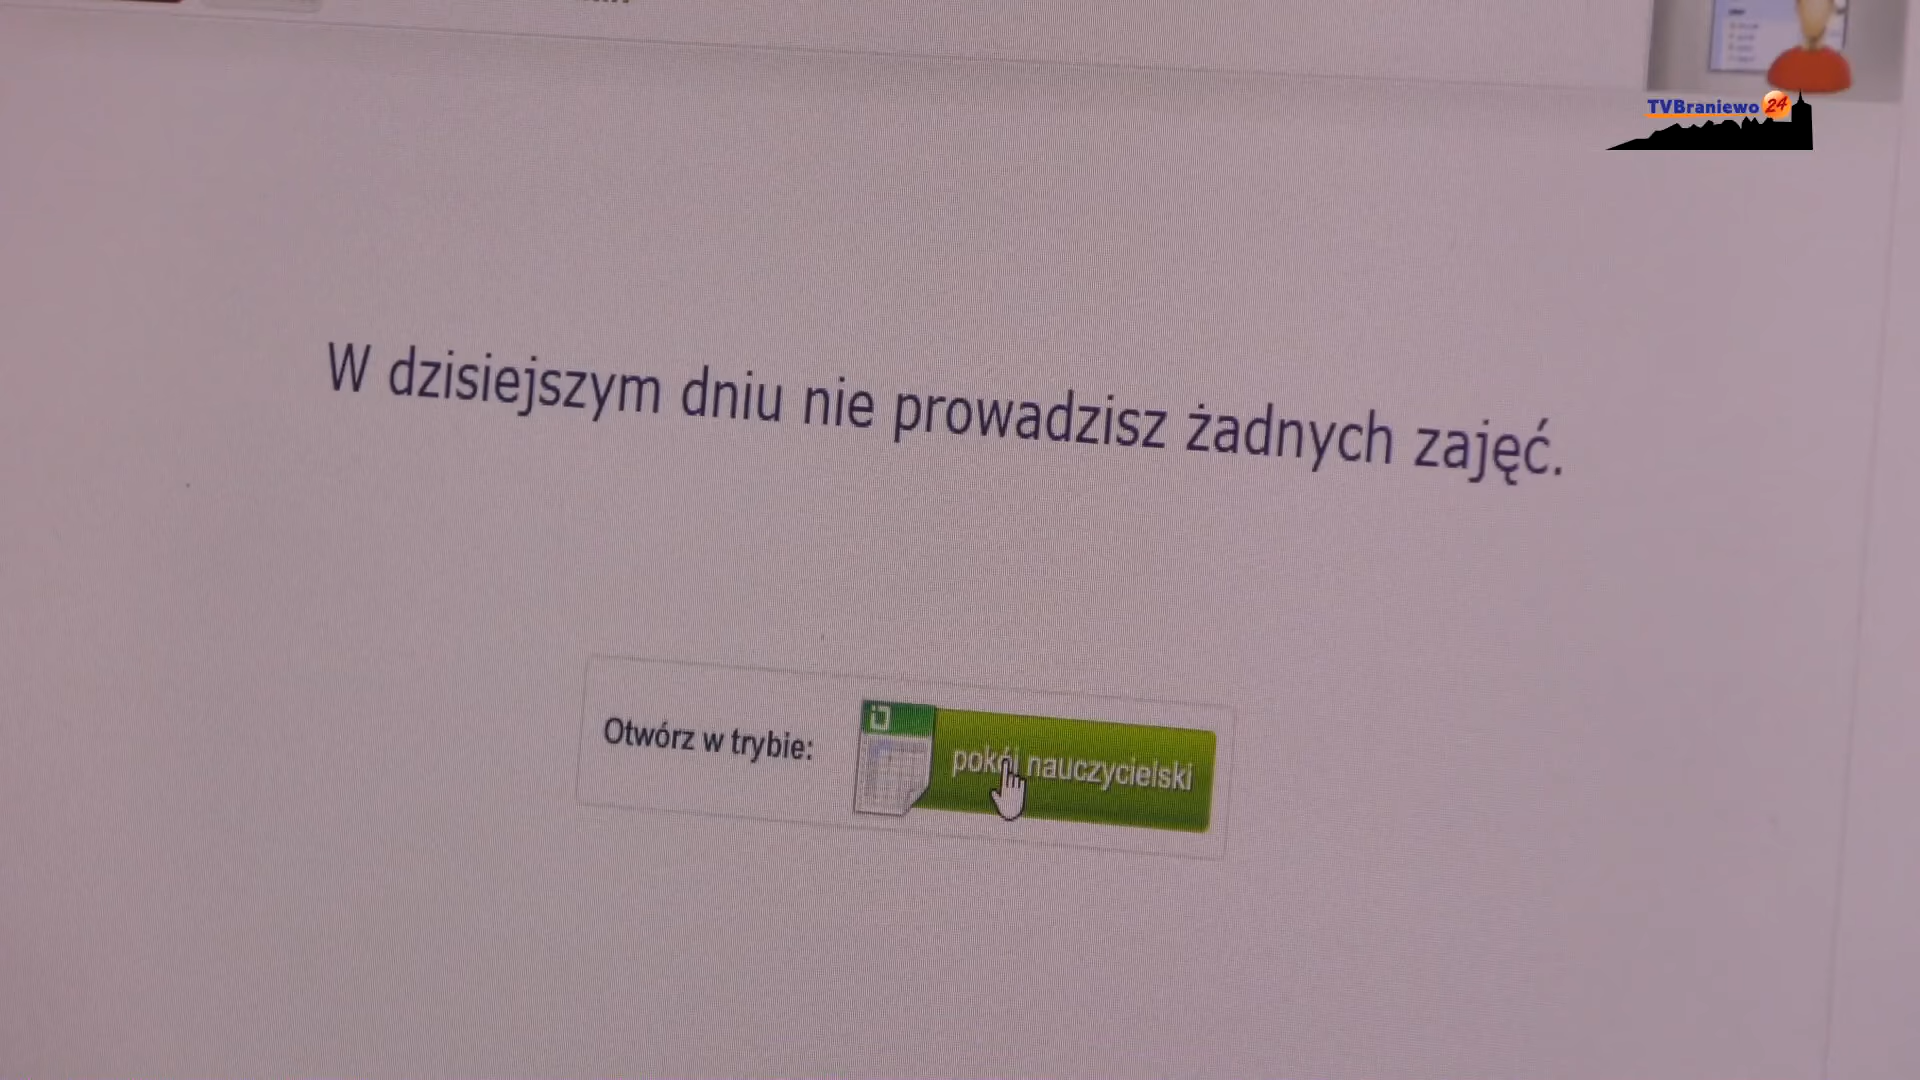 TVBraniewo 24
W dzisiejszym dniu nie prowadzisz żadnych zajęć.
Otwórz w trybie:
pokój nauczycielski